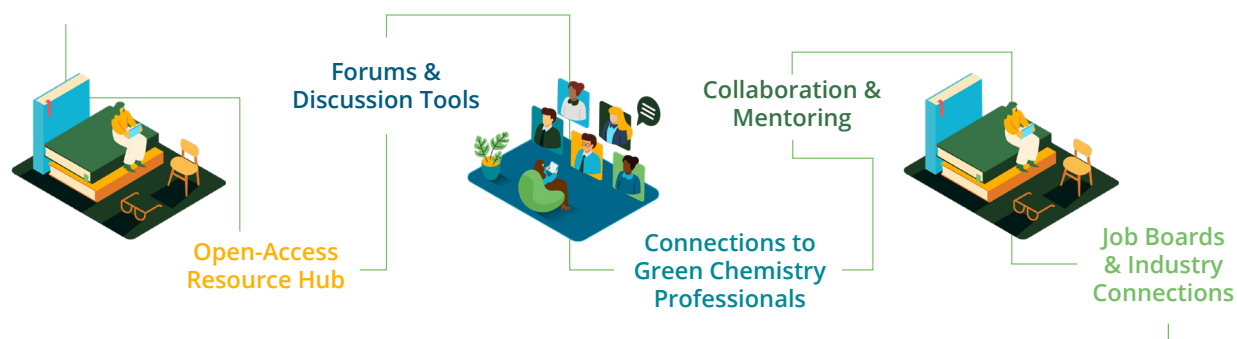 Forums &
Discussion Tools
Open-Access
Resource Hub
Connections to
Green Chemistry
Professionals
Collaboration &
Mentoring
Job Boards
& Industry
Connections